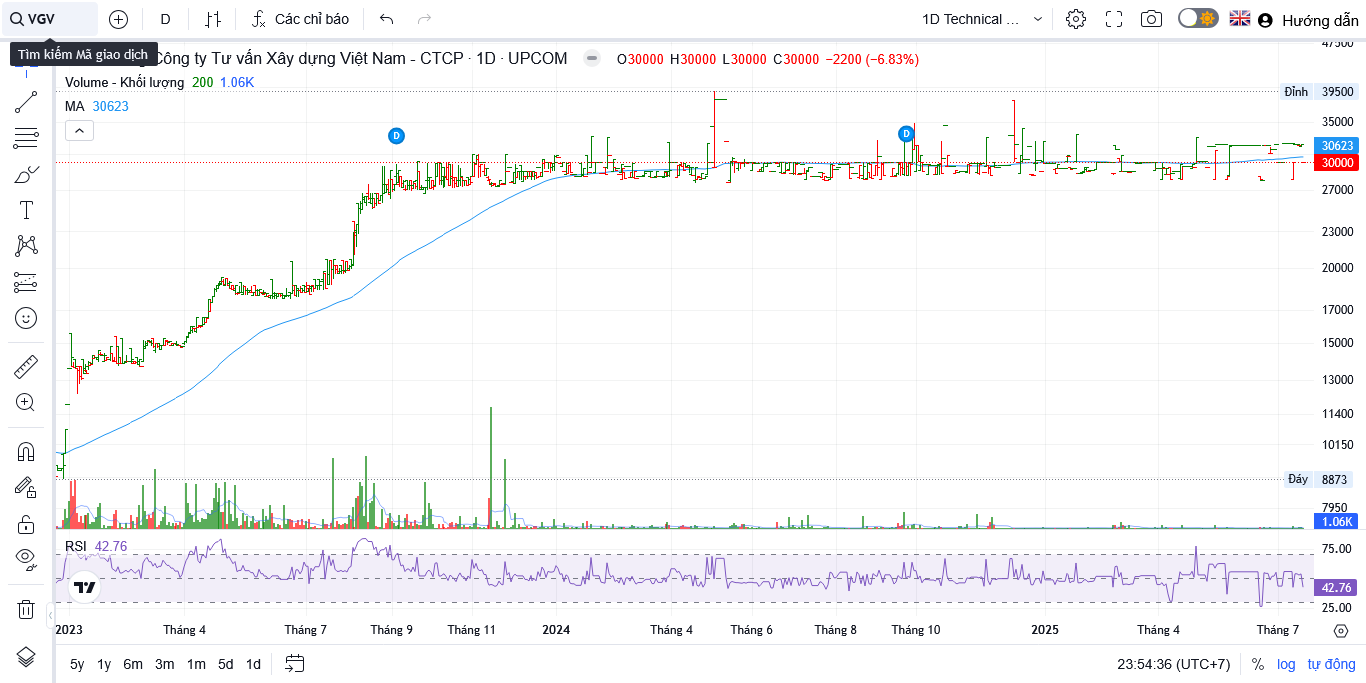 VGV
D
Các chỉ báo
1D Technical ...
Hướng dẫn
Tìm kiếm Mã giao dịch
Công ty Tư vấn Xây dựng Việt Nam - CTCP · 1D · UPCOM
O30000 H30000 L30000 C30000 −2200 (−6.83%)
Volume - Khối lượng 200 1.06K
MA 30623
D
D
47500
Đỉnh 39500
35000
30623
30000
27000
23000
20000
17000
15000
13000
11400
10150
Đáy 8873
7950
1.06K
RSI 42.76
75.00
42.76
25.00
2023 Tháng 4 Tháng 7 Tháng 9 Tháng 11 2024 Tháng 4 Tháng 6 Tháng 8 Tháng 10 2025 Tháng 4 Tháng 7
5y 1y 6m 3m 1m 5d 1d
23:54:36 (UTC+7) % log tự động